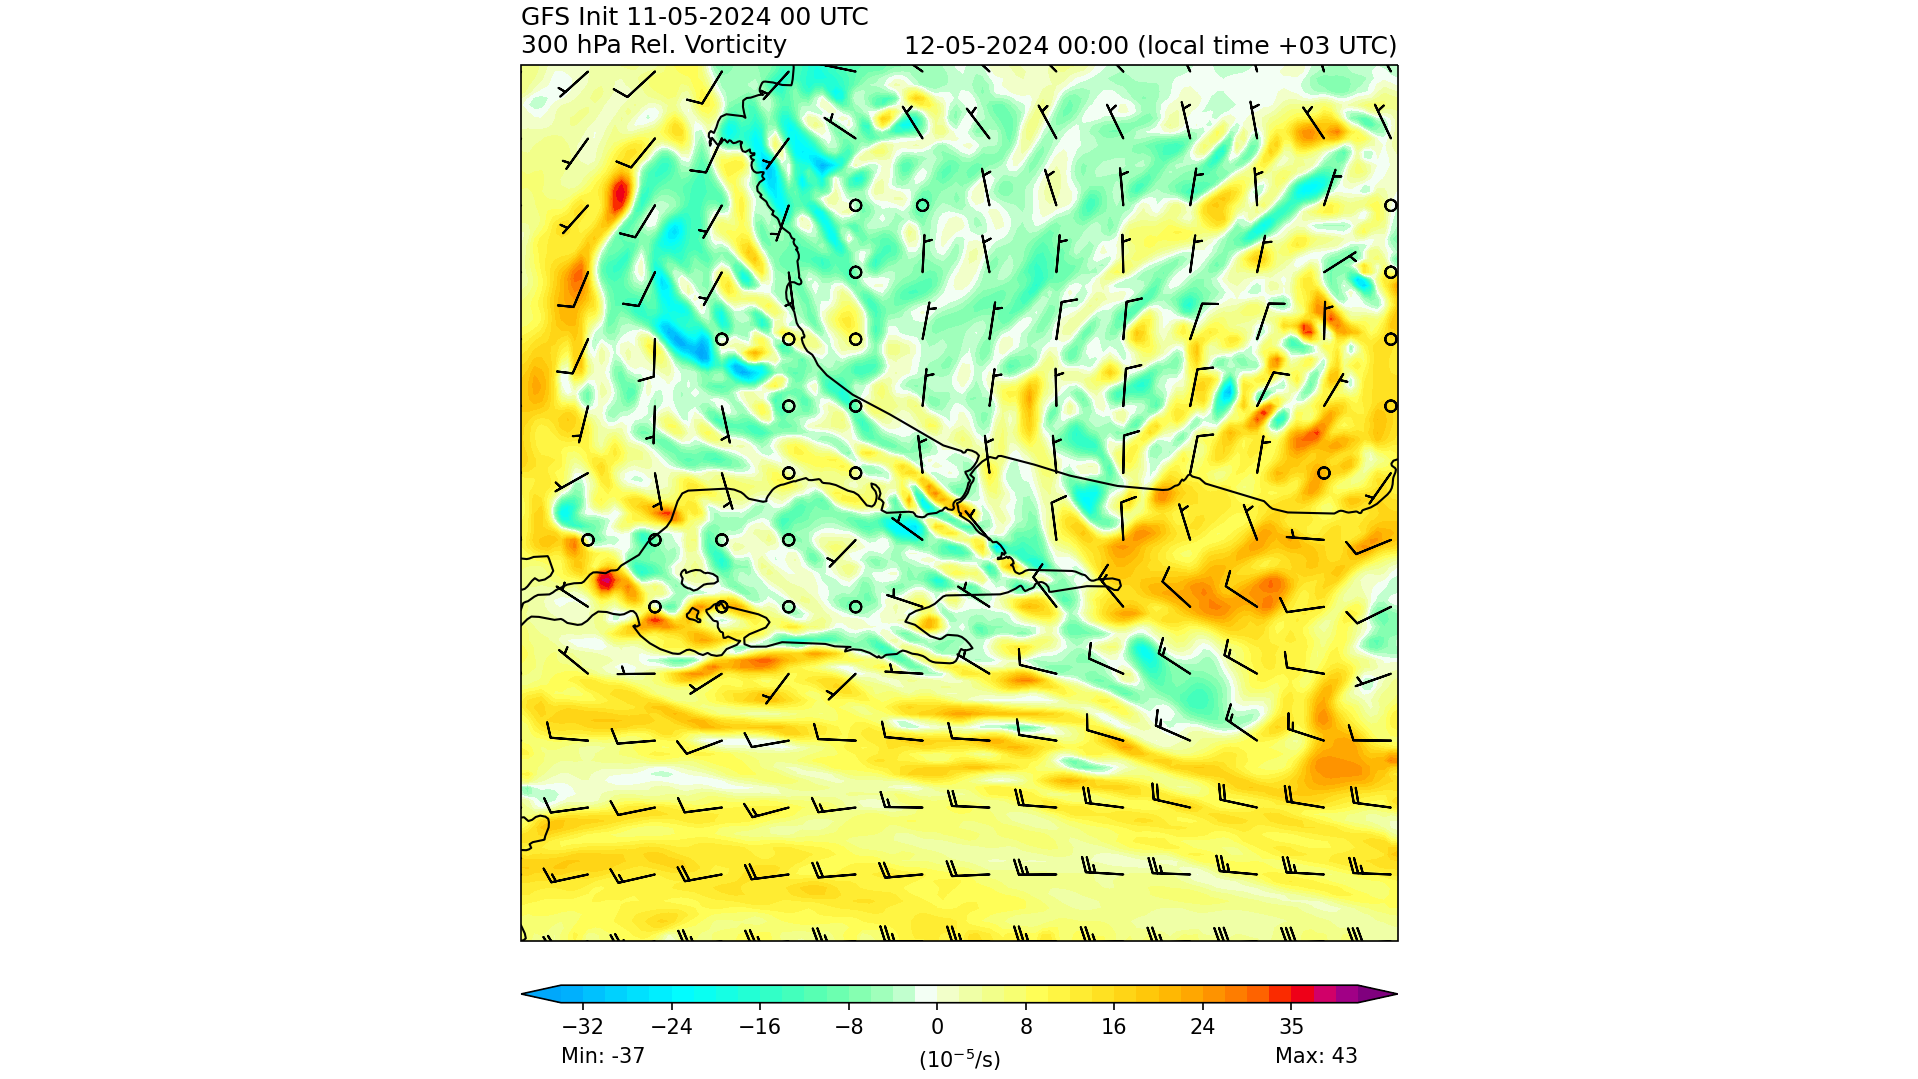 GFS Init 11-05-2024 00 UTC
300 hPa Rel. Vorticity
12-05-2024 00:00 (local time +03 UTC)
−32 −24 −16 −8 0 8 16 24 35
Min: -37
(10⁻⁵/s)
Max: 43